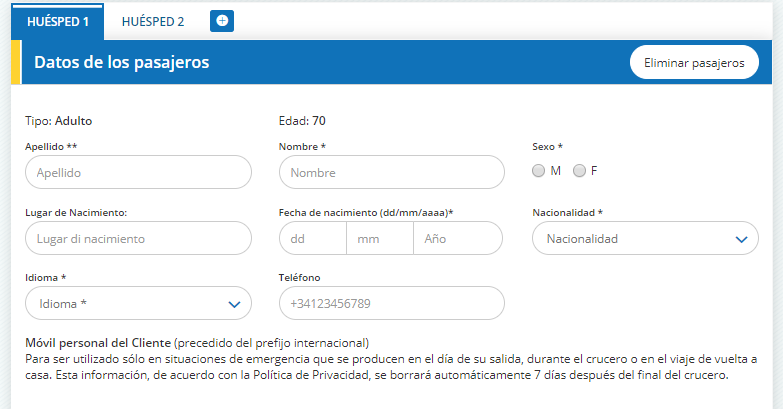 HUÉSPED 1 HUÉSPED 2
Datos de los pasajeros Eliminar pasajeros
Tipo: Adulto Edad: 70
Apellido ** Nombre * Sexo *
Apellido Nombre M F
Lugar de Nacimiento: Fecha de nacimiento (dd/mm/aaaa)* Nacionalidad *
Lugar di nacimiento dd mm Año Nacionalidad
Idioma * Teléfono
Idioma * +34123456789
Móvil personal del Cliente (precedido del prefijo internacional)
Para ser utilizado sólo en situaciones de emergencia que se producen en el día de su salida, durante el crucero o en el viaje de vuelta a
casa. Esta información, de acuerdo con la Política de Privacidad, se borrará automáticamente 7 días después del final del crucero.